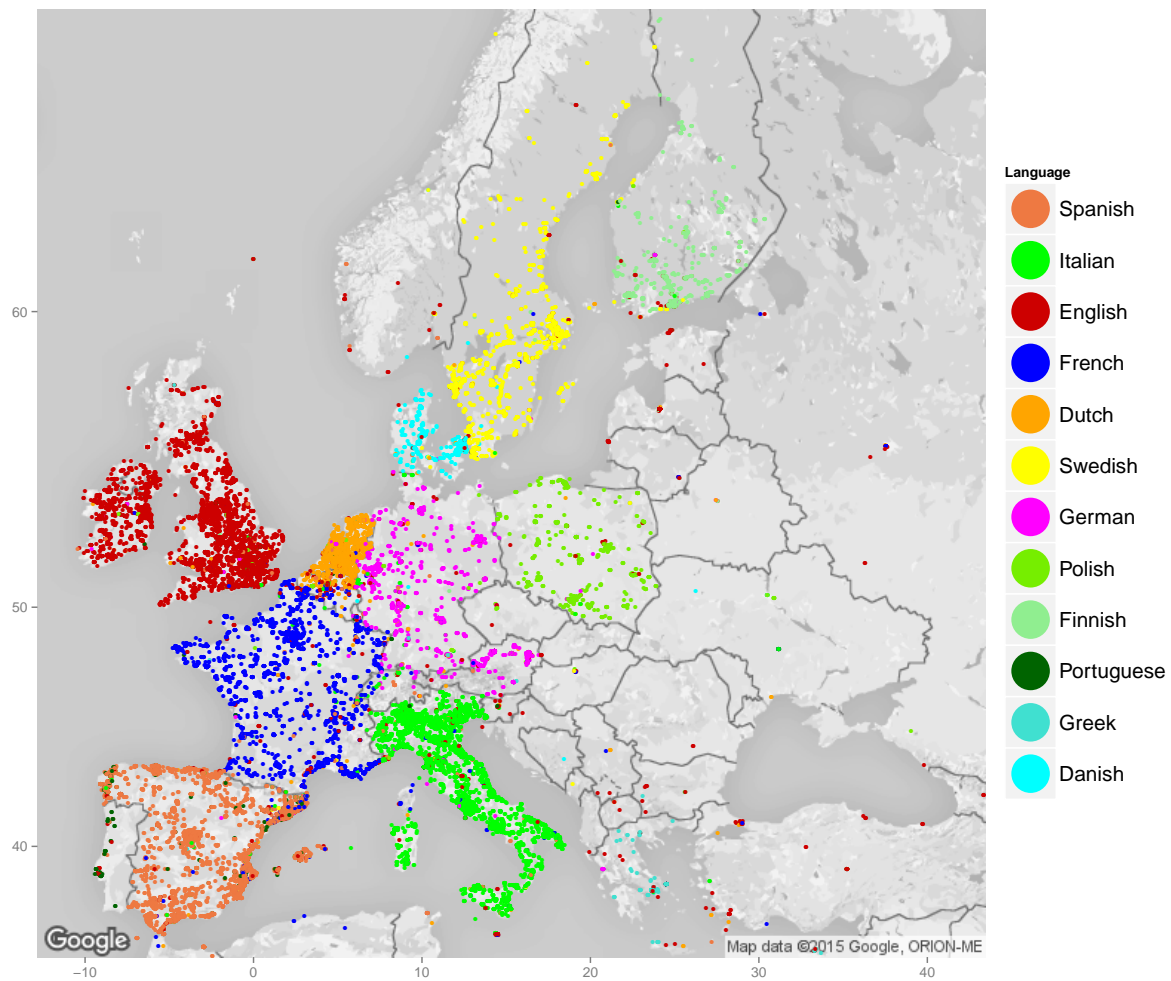 Language
Spanish
Italian
English
French
Dutch
Swedish
German
Polish
Finnish
Portuguese
Greek
Danish
60
50
40
Google
Map data ©2015 Google, ORION-ME
−10
0
10
20
30
40